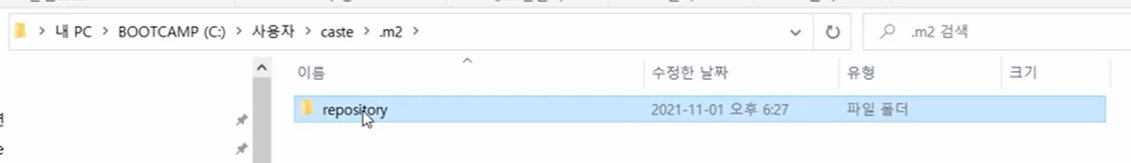 내 PC > BOOTCAMP (C:) > 사용자 > caste > .m2 >
.m2 검색
이름 수정한 날짜 유형 크기
repository 2021-11-01 오후 6:27 파일 폴더